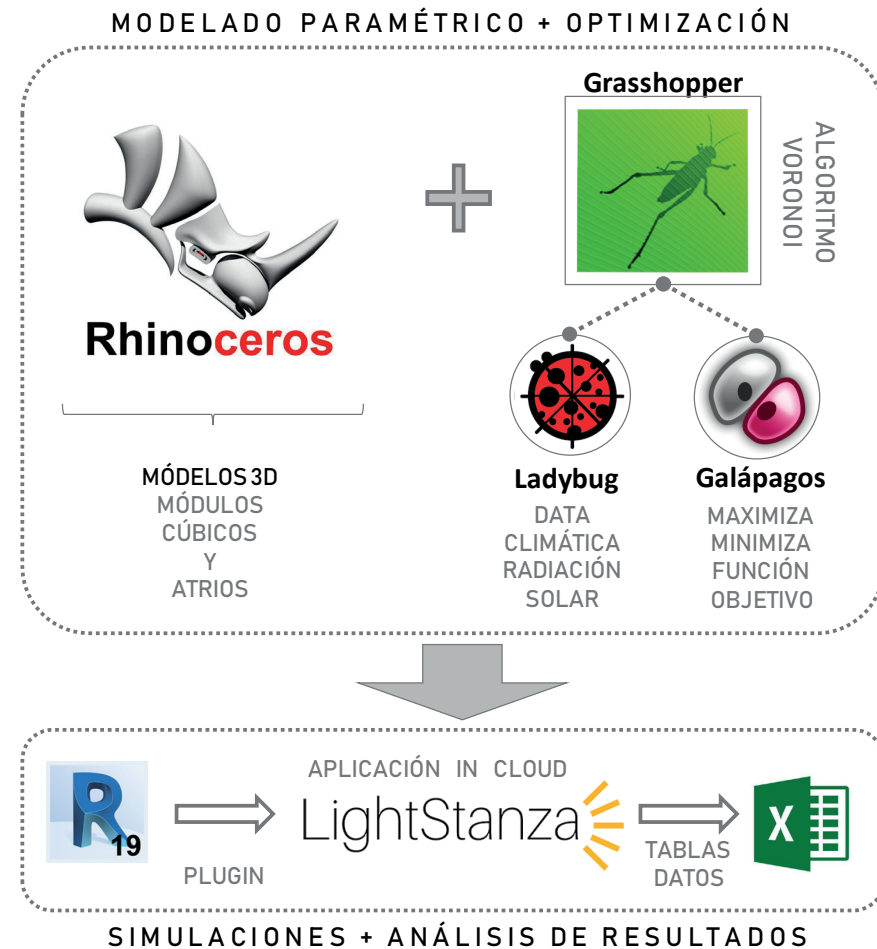 MODELADO PARAMÉTRICO + OPTIMIZACIÓN
Grasshopper
ALGORITMO
VORONOI
Rhinoceros
MÓDELOS 3D
MÓDULOS
CÚBICOS
Y
ATRIOS
Ladybug
DATA
CLIMÁTICA
RADIACIÓN
SOLAR
Galápagos
MAXIMIZA
MINIMIZA
FUNCIÓN
OBJETIVO
R
19
PLUGIN
APLICACIÓN IN CLOUD
LightStanza
TABLAS
DATOS
X
SIMULACIONES + ANÁLISIS DE RESULTADOS